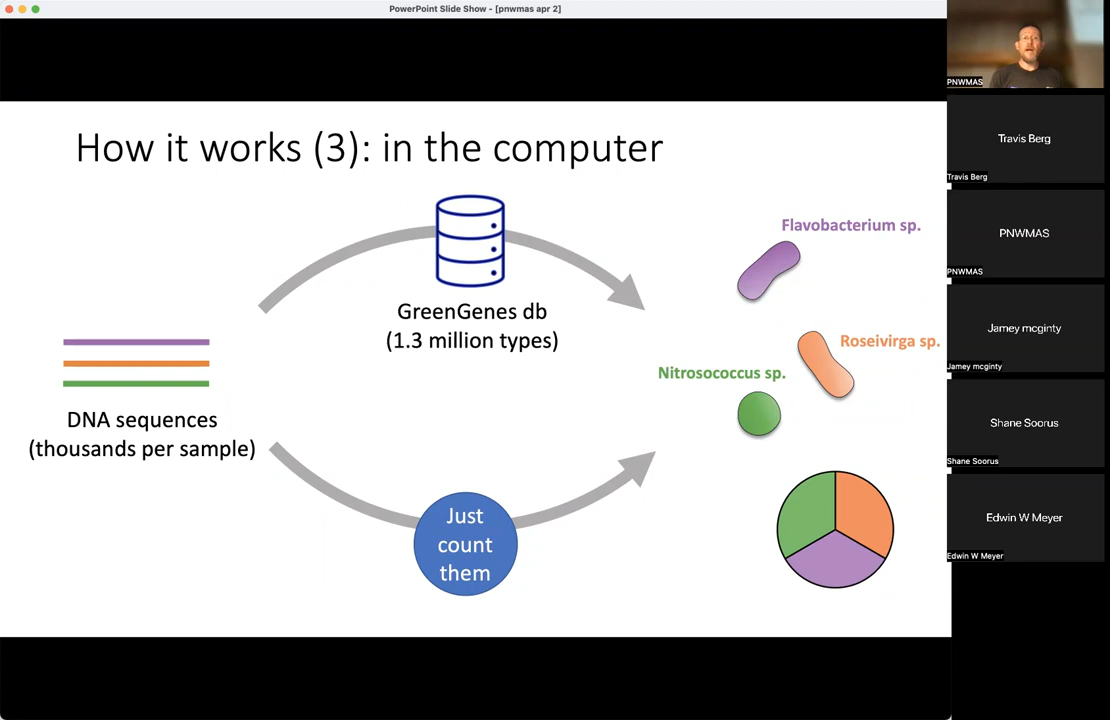 PowerPoint Slide Show - [pnwmas apr 2]
How it works (3): in the computer
Flavobacterium sp.
GreenGenes db
(1.3 million types)
Roseivirga sp.
Nitrosococcus sp.
DNA sequences
(thousands per sample)
Just
count
them
PNWMAS
Travis Berg
Travis Berg
PNWMAS
PNWMAS
Jamey mcginty
Jamey mcginty
Shane Soorus
Shane Soorus
Edwin W Meyer
Edwin W Meyer